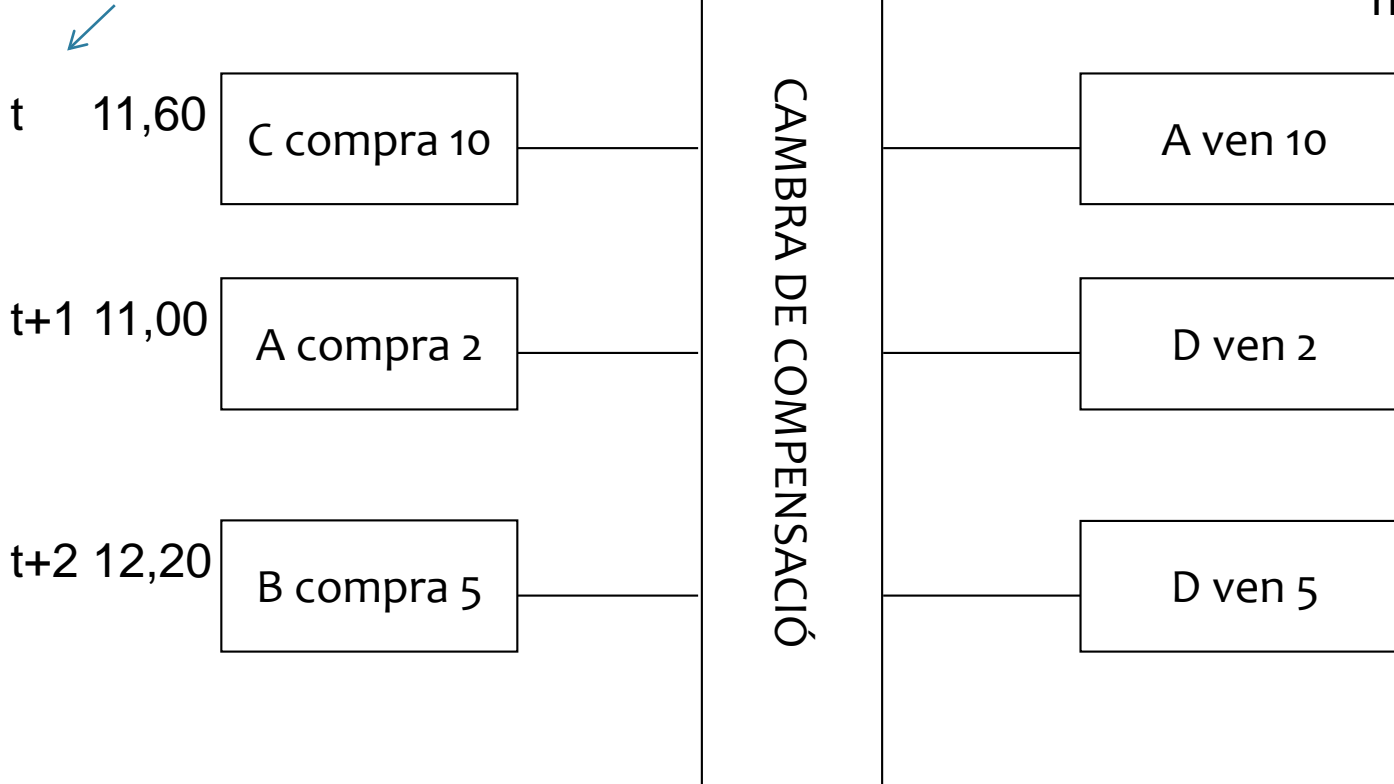 t 11,60 C compra 10 A ven 10
t+1 11,00 A compra 2 D ven 2
t+2 12,20 B compra 5 D ven 5
CAMBRA DE COMPENSACIÓ